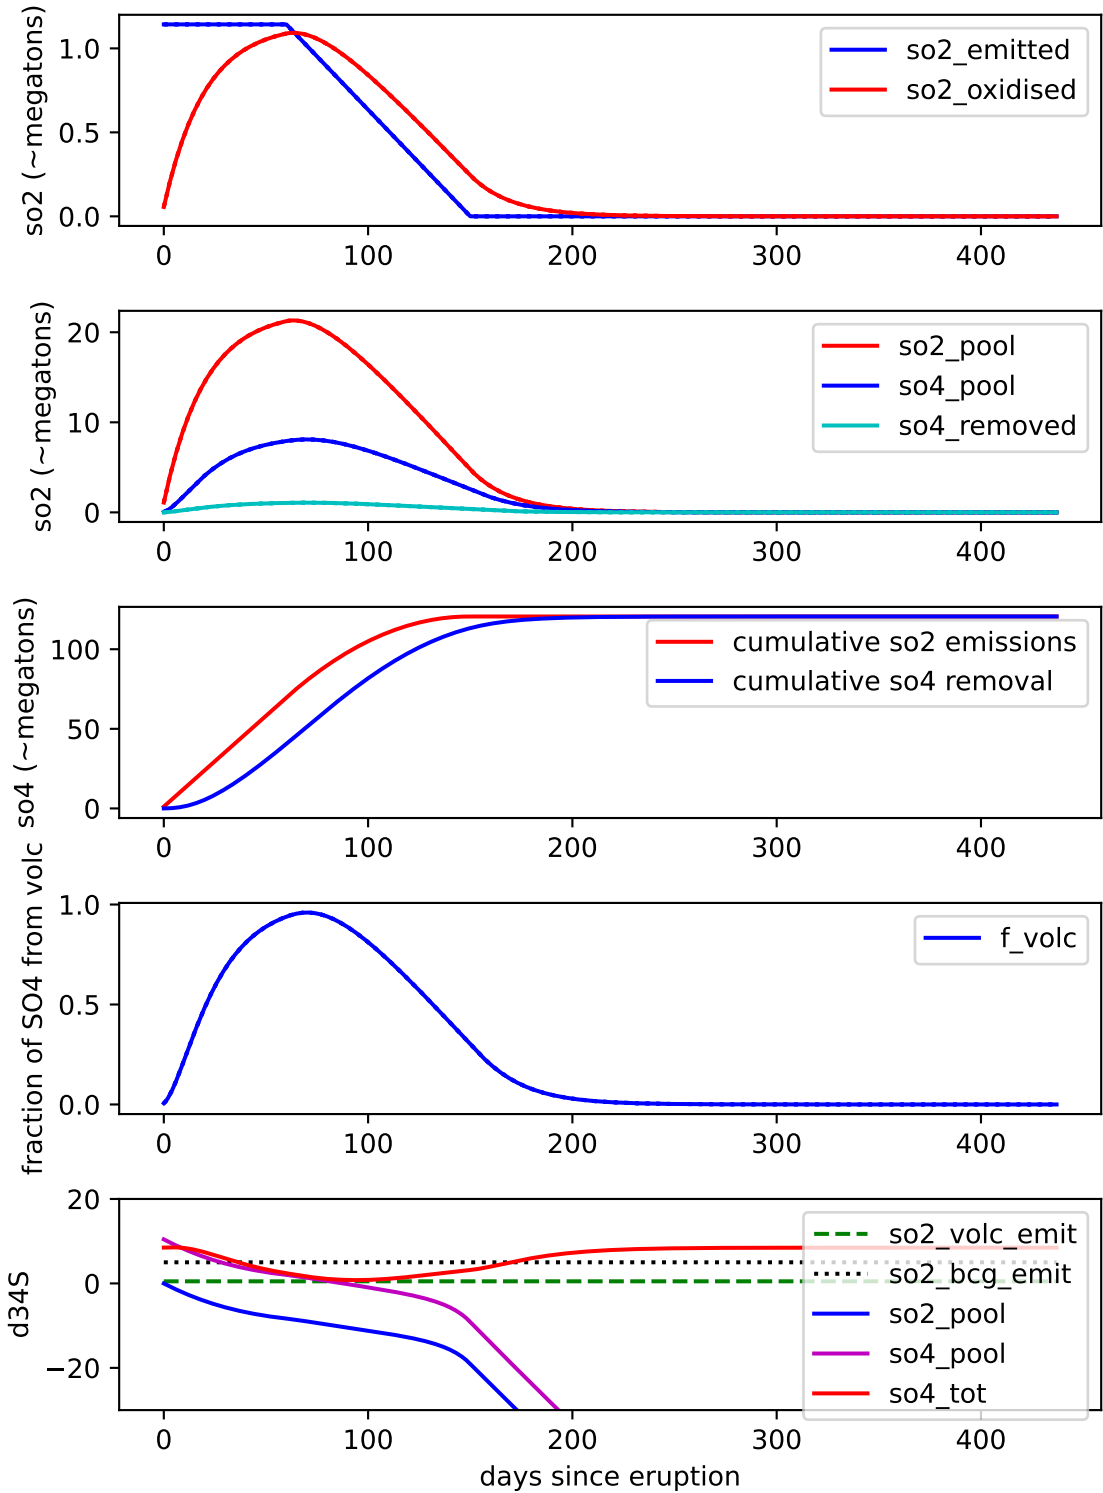 so2 (~megatons)
1.0
0.5
0.0
so2_emitted
so2_oxidised
0 100 200 300 400
so2 (~megatons)
20
10
0
so2_pool
so4_pool
so4_removed
0 100 200 300 400
so4 (~megatons)
100
50
0
cumulative so2 emissions
cumulative so4 removal
0 100 200 300 400
fraction of SO4 from volc
1.0
0.5
0.0
f_volc
0 100 200 300 400
d34S
20
0
−20
so2_volc_emit
so2_bcg_emit
so2_pool
so4_pool
so4_tot
0 100 200 300 400
days since eruption